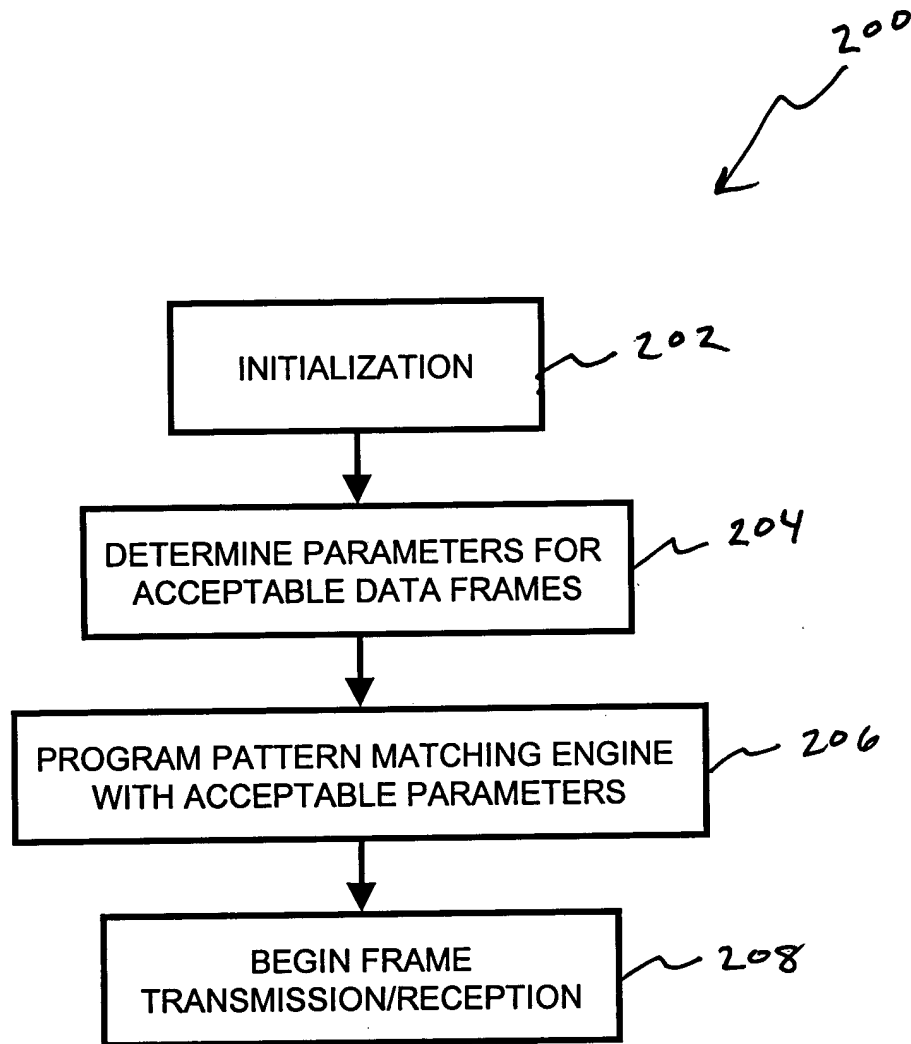 200
INITIALIZATION
202
DETERMINE PARAMETERS FOR
ACCEPTABLE DATA FRAMES
204
PROGRAM PATTERN MATCHING ENGINE
WITH ACCEPTABLE PARAMETERS
206
BEGIN FRAME
TRANSMISSION/RECEPTION
208